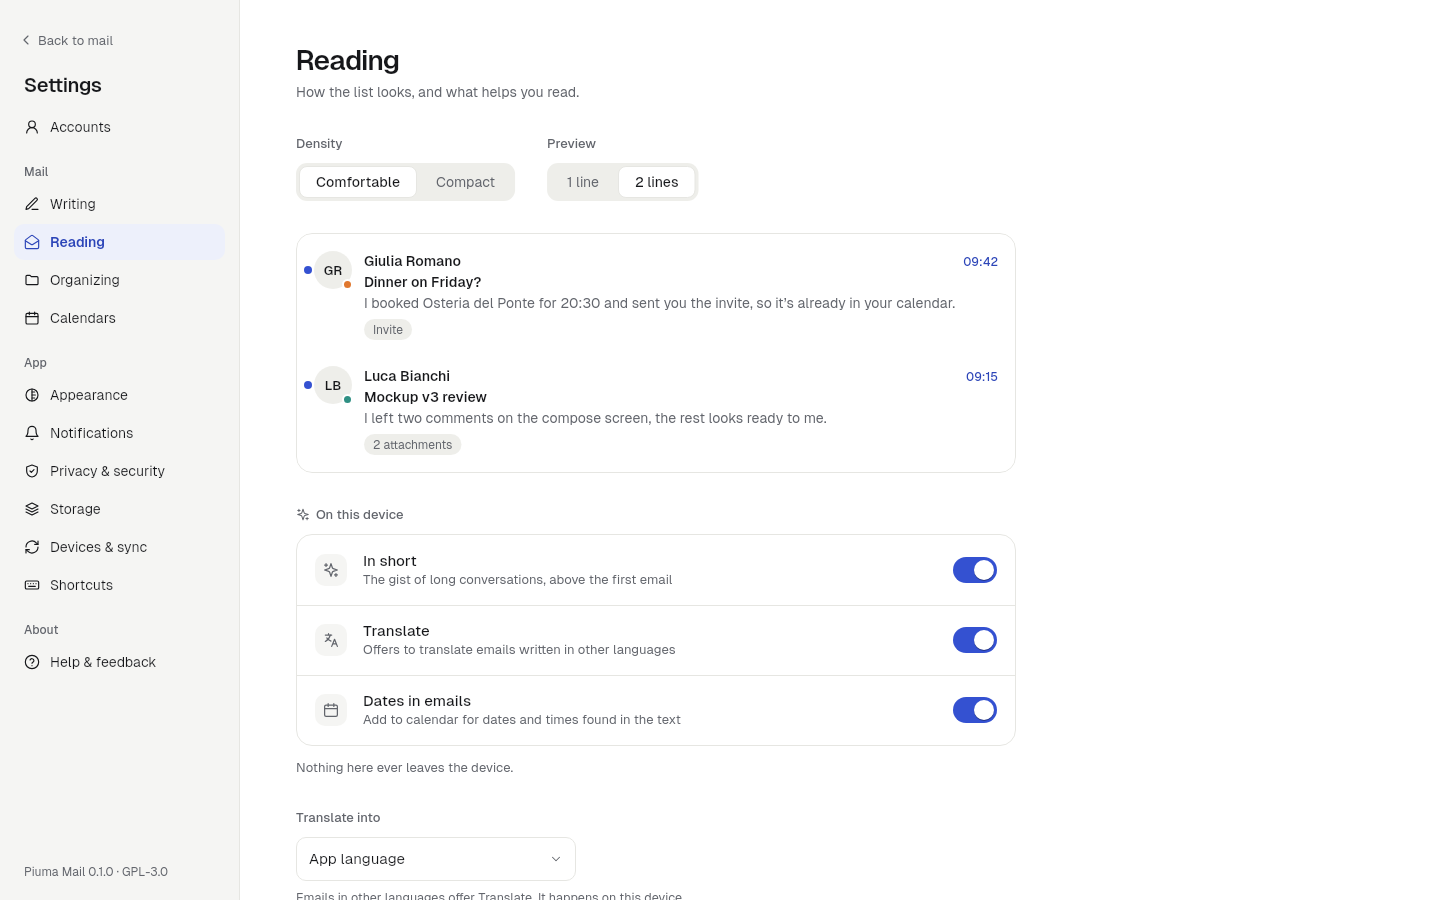 Back to mail
Settings
Accounts
Mail
Writing
Reading
Organizing
Calendars
App
Appearance
Notifications
Privacy & security
Storage
Devices & sync
Shortcuts
About
Help & feedback
Piuma Mail 0.1.0 · GPL-3.0
Reading
How the list looks, and what helps you read.
Density
Preview
Comfortable
Compact
1 line
2 lines
GR
Giulia Romano
09:42
Dinner on Friday?
I booked Osteria del Ponte for 20:30 and sent you the invite, so it's already in your calendar.
Invite
LB
Luca Bianchi
09:15
Mockup v3 review
I left two comments on the compose screen, the rest looks ready to me.
2 attachments
On this device
In short
The gist of long conversations, above the first email
Translate
Offers to translate emails written in other languages
Dates in emails
Add to calendar for dates and times found in the text
Nothing here ever leaves the device.
Translate into
App language
Emails in other languages offer Translate. It happens on this device.